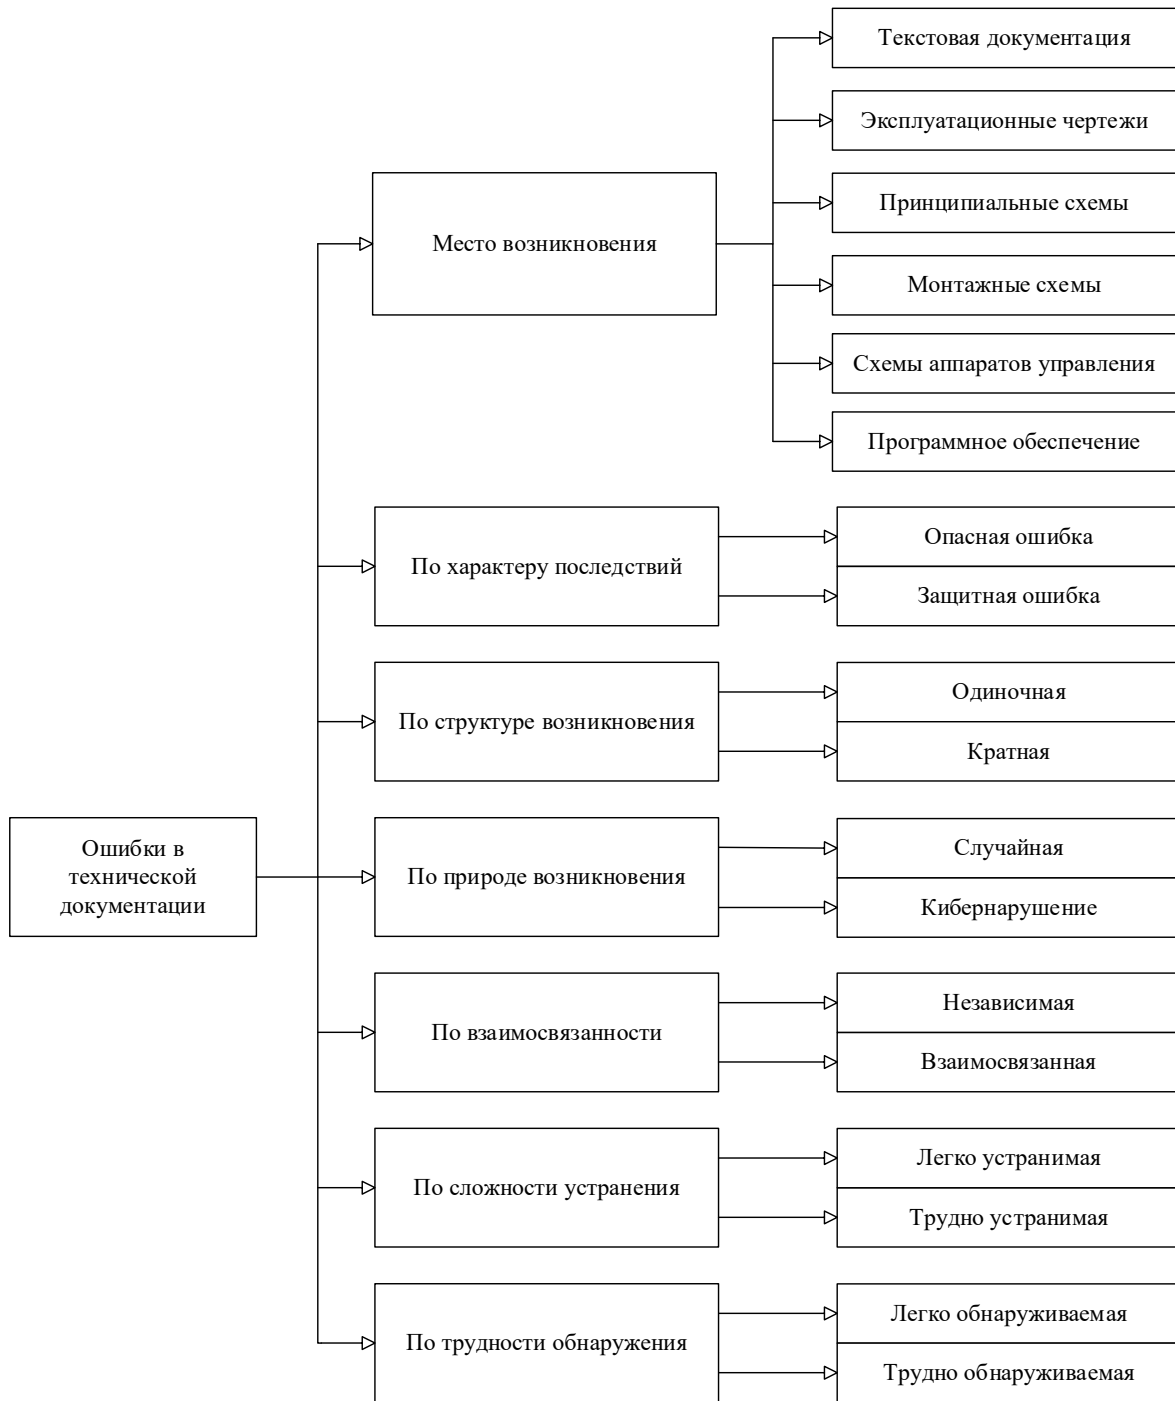 Текстовая документация
Эксплуатационные чертежи
Принципиальные схемы
Место возникновения
Монтажные схемы
Схемы аппаратов управления
Программное обеспечение
По характеру последствий
Опасная ошибка
Защитная ошибка
По структуре возникновения
Одиночная
Кратная
Ошибки в
технической
документации
По природе возникновения
Случайная
Кибернарушение
По взаимосвязанности
Независимая
Взаимосвязанная
По сложности устранения
Легко устранимая
Трудно устранимая
По трудности обнаружения
Легко обнаруживаемая
Трудно обнаруживаемая